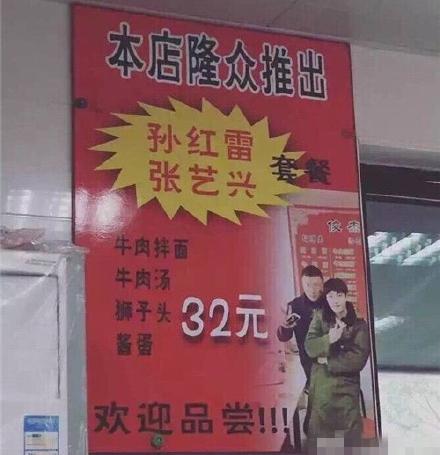 本店隆众推出
孙红雷
张艺兴
套餐
牛肉拌面
牛肉汤
狮子头
酱蛋
32元
欢迎品尝!!!